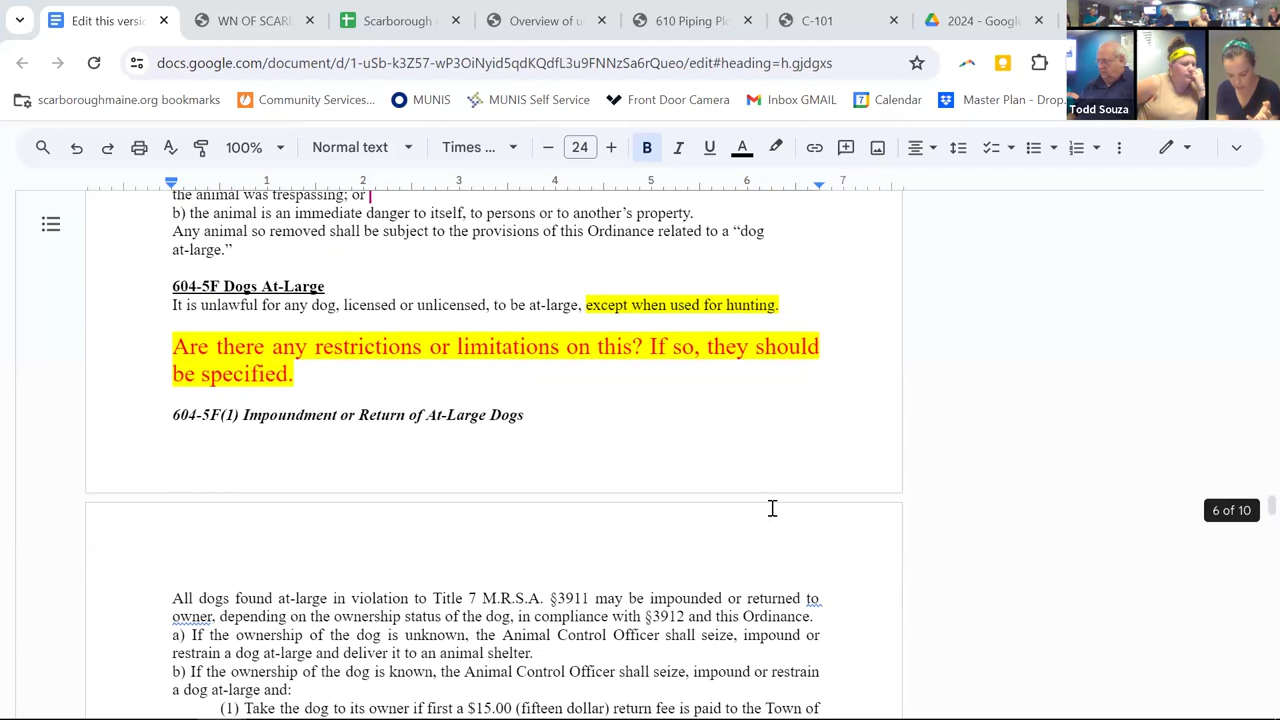 Edit this versi
WN OF SCARL
Scarborough
Overview of u
610 Piping Plo
C-101
2024 - Google
docs.google.com/document/d/1-iJb-k3Z57-WP3OiNyid5qdKQdfL3u9FNNzSa6rQueo/edit#heading=h.gjdgxs
scarboroughmaine.org bookmarks
Community Services...
MUNIS
MUNIS Self Service
Front Door Camera
Inbox GMAIL
Calendar
Master Plan - Drop
Todd Souza
100%
Normal text
Times ...
24
B
I
U
A
1 2 3 4 5 6 7
the animal was trespassing; or
b) the animal is an immediate danger to itself, to persons or to another's property.
Any animal so removed shall be subject to the provisions of this Ordinance related to a "dog
at-large."
604-5F Dogs At-Large
It is unlawful for any dog, licensed or unlicensed, to be at-large, except when used for hunting.
Are there any restrictions or limitations on this? If so, they should
be specified.
604-5F(1) Impoundment or Return of At-Large Dogs
6 of 10
All dogs found at-large in violation to Title 7 M.R.S.A. §3911 may be impounded or returned to
owner, depending on the ownership status of the dog, in compliance with §3912 and this Ordinance.
a) If the ownership of the dog is unknown, the Animal Control Officer shall seize, impound or
restrain a dog at-large and deliver it to an animal shelter.
b) If the ownership of the dog is known, the Animal Control Officer shall seize, impound or restrain
a dog at-large and:
(1) Take the dog to its owner if first a $15.00 (fifteen dollar) return fee is paid to the Town of